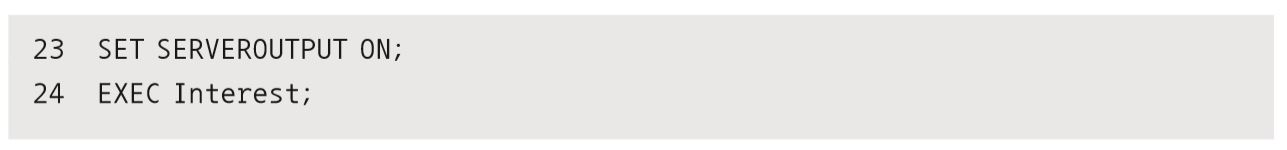 23 SET SERVEROUTPUT ON;
24 EXEC Interest;